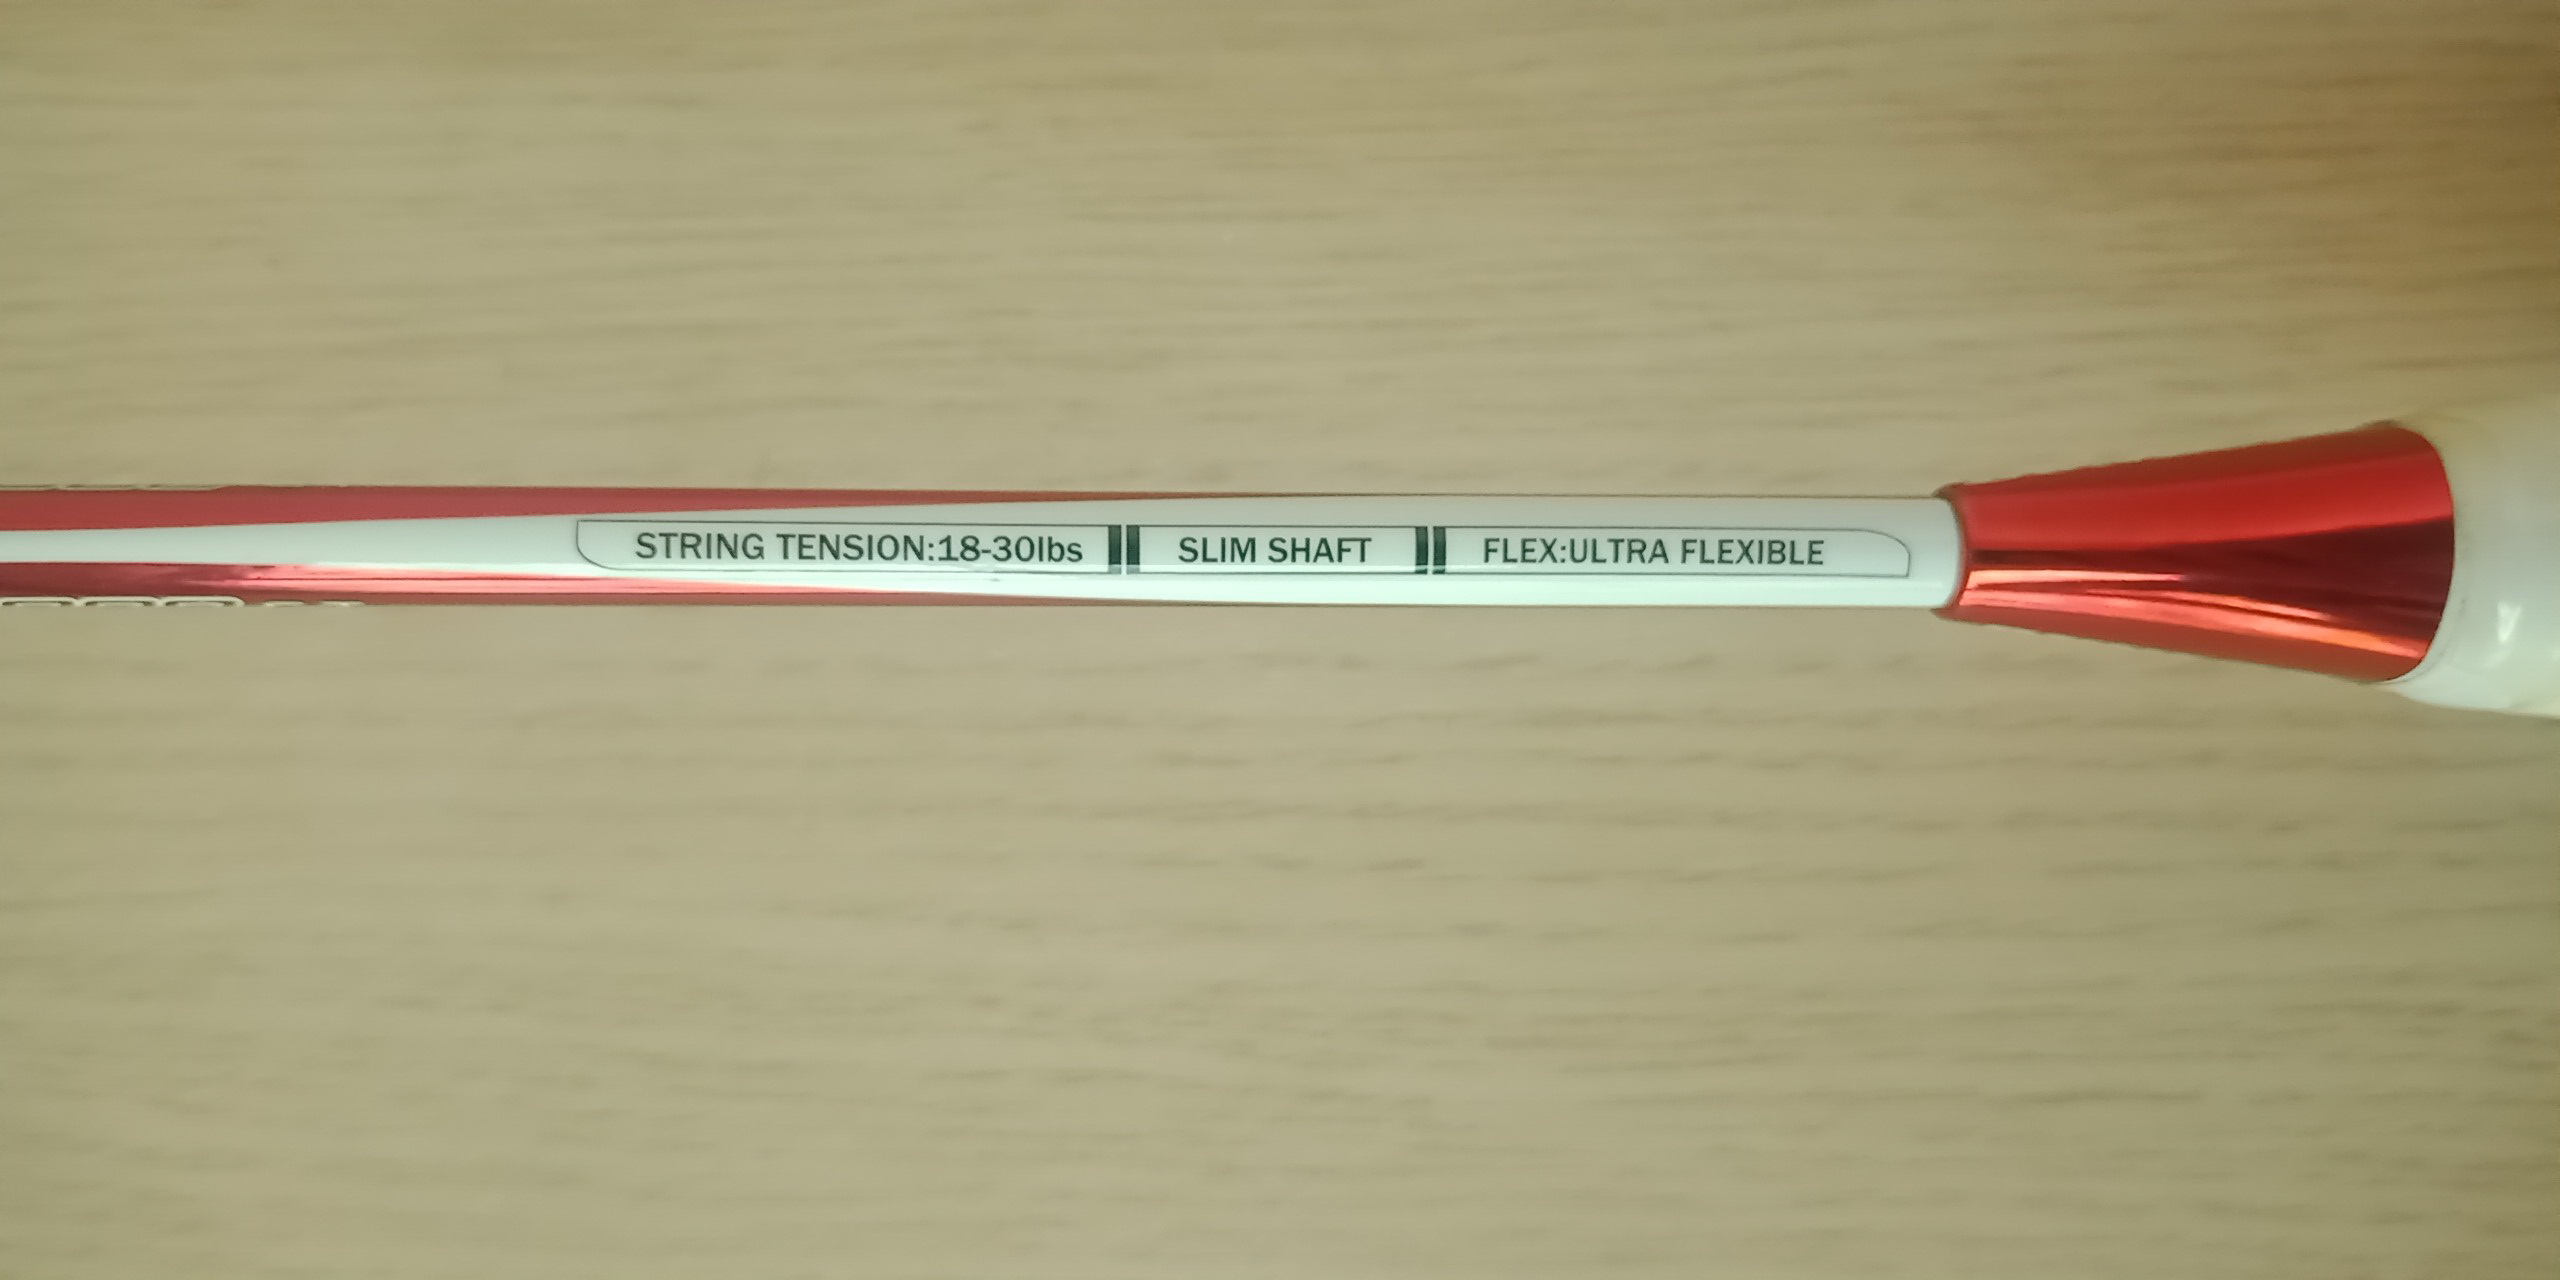 STRING TENSION:18-30lbs SLIM SHAFT FLEX:ULTRA FLEXIBLE